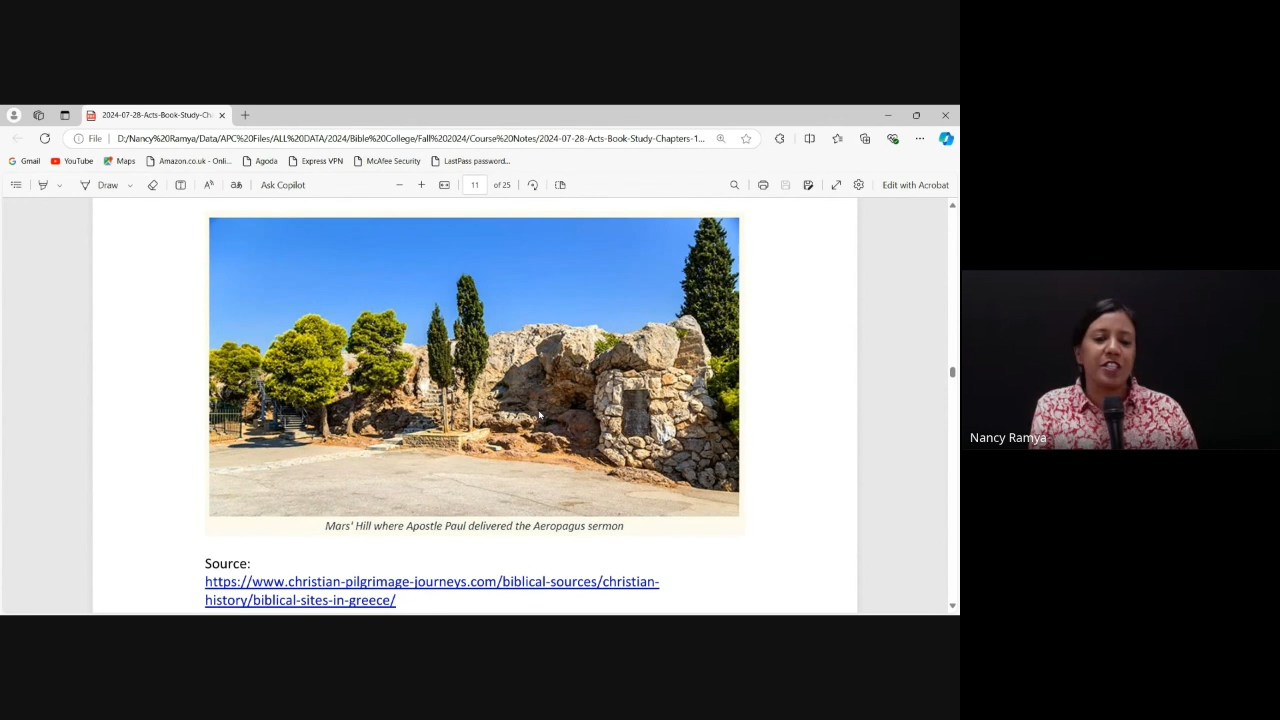 2024-07-28-Acts-Book-Study-Ch
File
D:/Nancy%20Ramya/Data/APC%20Files/ALL%20DATA/2024/Bible%20College/Fall%202024/Course%20Notes/2024-07-28-Acts-Book-Study-Chapters-1...
Gmail
YouTube
Maps
Amazon.co.uk - Onli...
Agoda
Express VPN
McAfee Security
LastPass password...
Draw
Ask Copilot
11
of 25
Edit with Acrobat
Mars' Hill where Apostle Paul delivered the Aeropagus sermon
Source:
https://www.christian-pilgrimage-journeys.com/biblical-sources/christian-
history/biblical-sites-in-greece/
Nancy Ramya